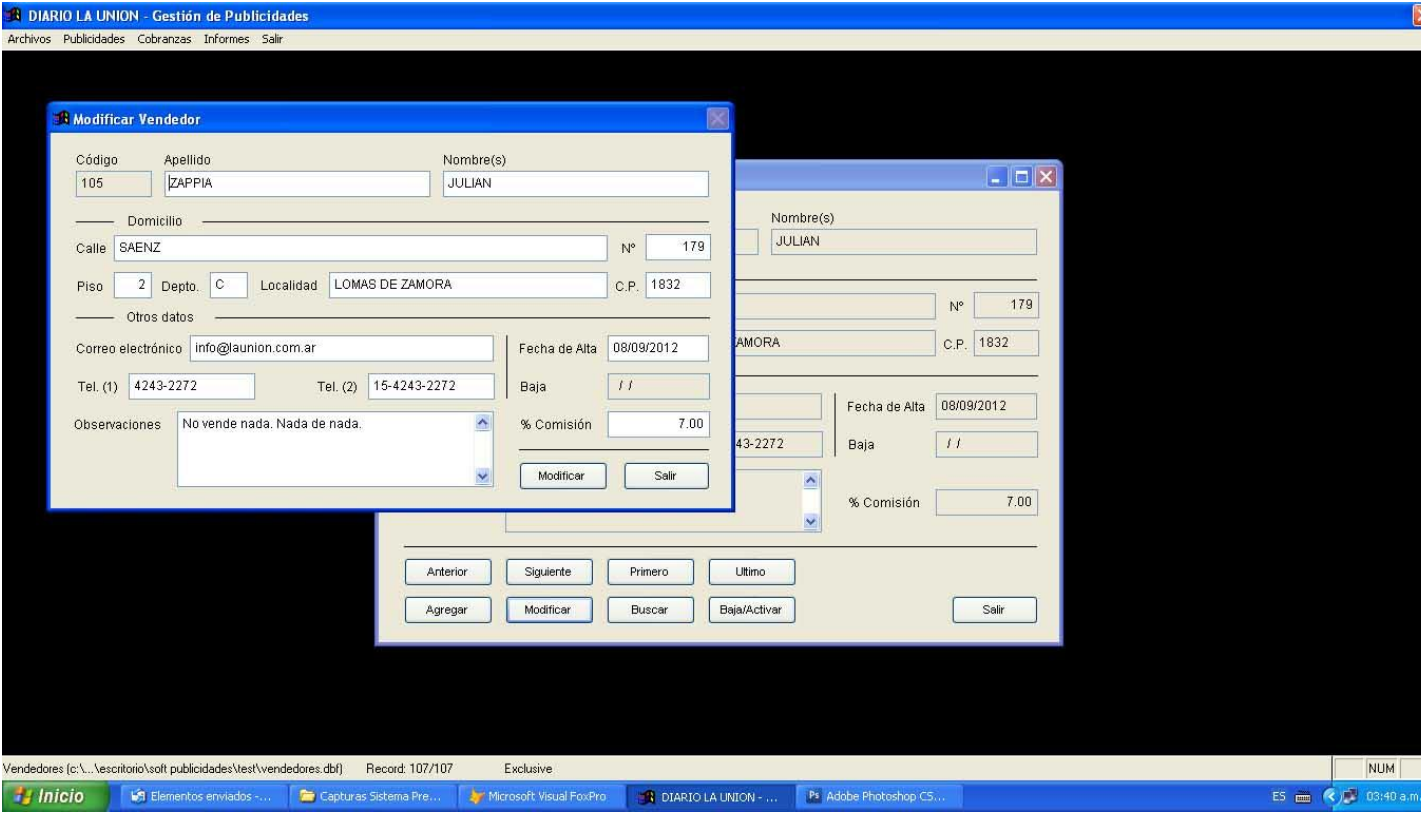 DIARIO LA UNION - Gestión de Publicidades
Archivos Publicidades Cobranzas Informes Salir
Modificar Vendedor
Código Apellido Nombre(s)
105 ZAPPIA JULIAN
Domicilio
Calle SAENZ Nº 179
Piso 2 Depto. C Localidad LOMAS DE ZAMORA C.P. 1832
Otros datos
Correo electrónico info@launion.com.ar Fecha de Alta 08/09/2012
Tel. (1) 4243-2272 Tel. (2) 15-4243-2272 Baja / /
Observaciones No vende nada. Nada de nada. % Comisión 7.00
Modificar Salir
Nombre(s)
JULIAN
Nº 179
AMORA C.P. 1832
Fecha de Alta 08/09/2012
43-2272 Baja / /
% Comisión 7.00
Anterior Siguiente Primero Ultimo
Agregar Modificar Buscar Baja/Activar Salir
Vendedores (c:\...\escritorio\soft publicidades\test\vendedores.dbf) Record: 107/107 Exclusive NUM
Inicio Elementos enviados -... Capturas Sistema Pre... Microsoft Visual FoxPro DIARIO LA UNION - ... Ps Adobe Photoshop CS... ES 03:40 a.m.